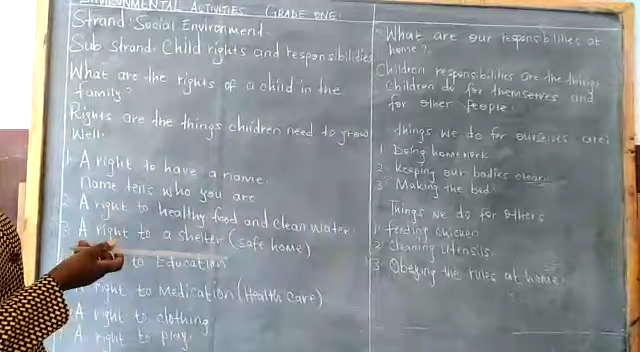 ENVIRONMENTAL ACTIVITIES GRADE ONE.
Strand: Social Environment.
Sub strand: Child rights and responsibilities
What are the rights of a child in the
family?
Rights are the things children need to grow
Well.
1. A right to have a name.
Name tells who you are
2. A right to healthy food and clean water.
3. A right to a shelter (safe home)
to Education
A right to Medication (Health Care)
A right to clothing
A right to play.
What are our responsibilities at
home?
Children responsibilities are the things
Children do for themselves and
for other people.
Things we do for ourselves are:
1. Doing homework
2. Keeping our bodies clean.
3. Making the bed.
Things we do for others
1. feeding chicken
2. Cleaning utensils.
3. Obeying the rules at home.